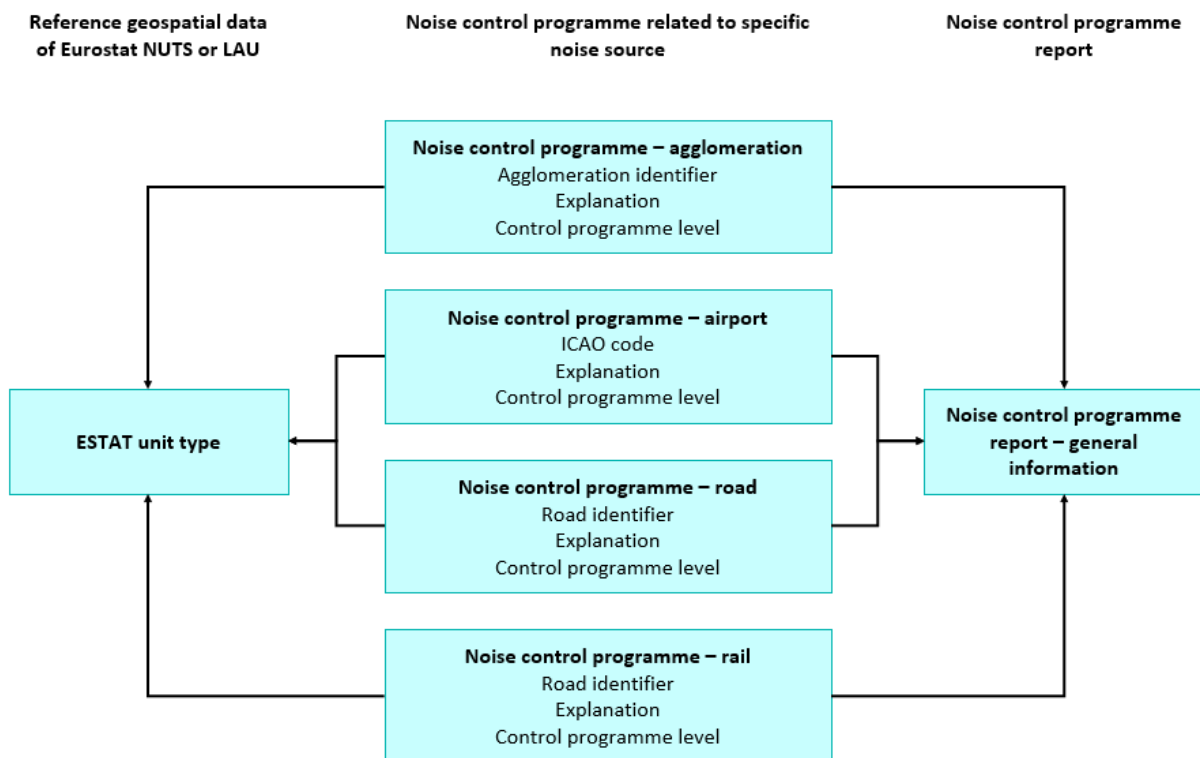 Reference geospatial data
of Eurostat NUTS or LAU
Noise control programme related to specific
noise source
Noise control programme
report
Noise control programme – agglomeration
Agglomeration identifier
Explanation
Control programme level
Noise control programme – airport
ICAO code
Explanation
Control programme level
ESTAT unit type
Noise control programme
report – general
information
Noise control programme – road
Road identifier
Explanation
Control programme level
Noise control programme – rail
Road identifier
Explanation
Control programme level